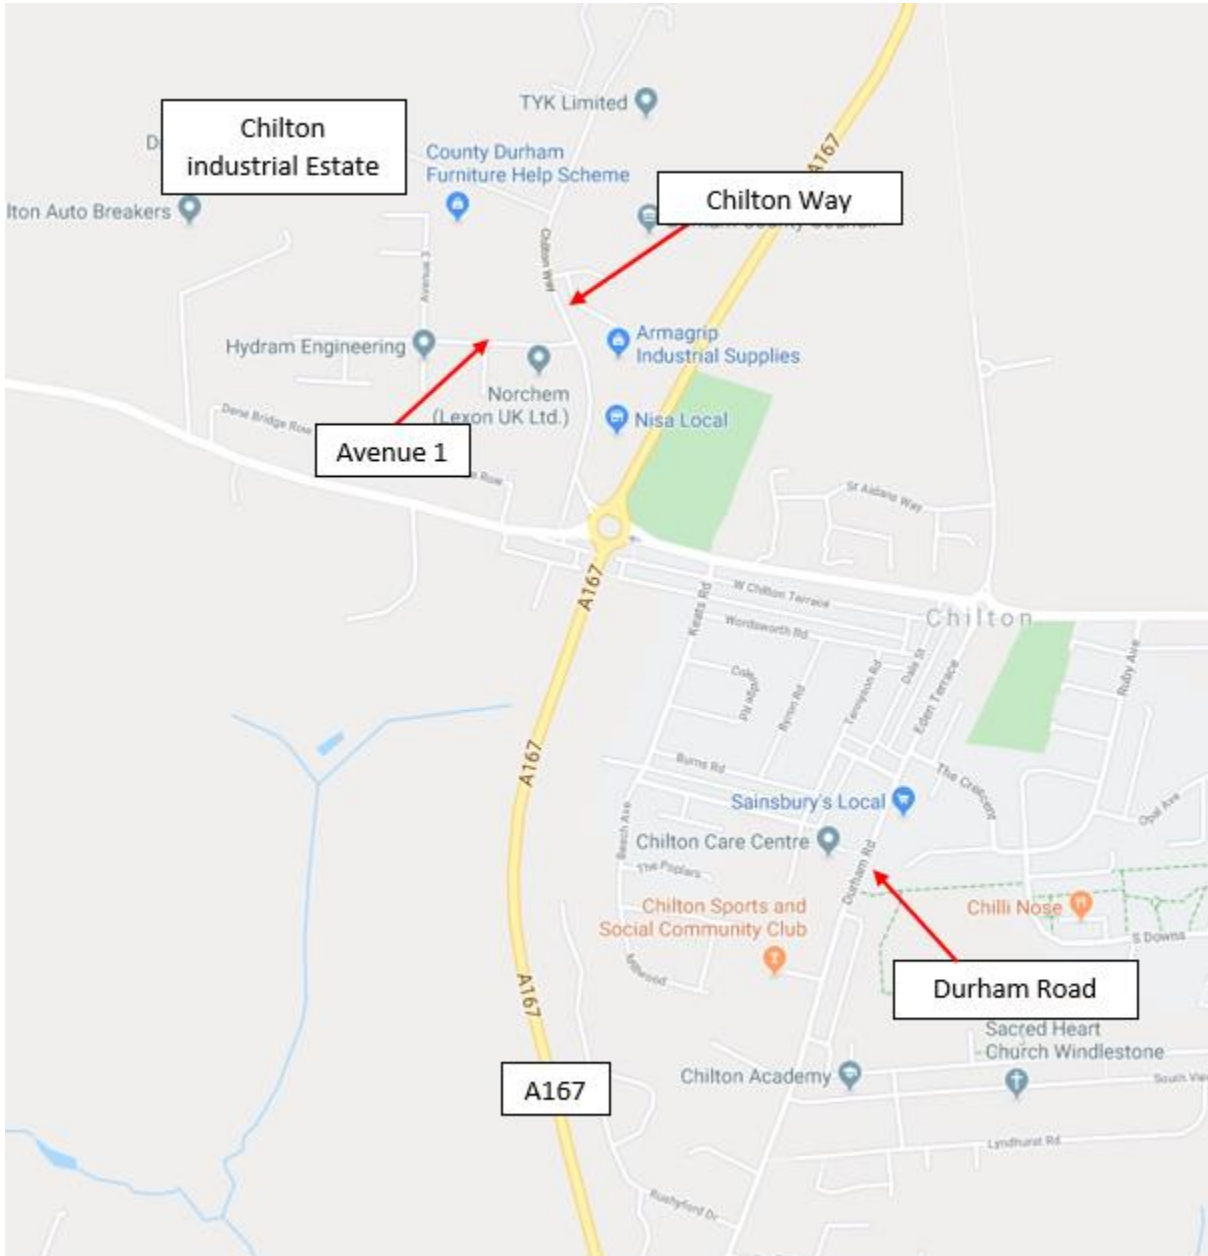 TYK Limited
Chilton
industrial Estate
County Durham
Furniture Help Scheme
A167
Chilton Way
lton Auto Breakers
Chilton Way
Avenue 3
Hydram Engineering
Armagrip
Industrial Supplies
Norchem
(Lexon UK Ltd.)
Nisa Local
Dene Bridge Row
Avenue 1
Row
St Aidans Way
A167
W Chilton Terrace
Chilton
Keats Rd
Wordsworth Rd
Dale St
Eden Terrace
Ruby Ave
Coleridge Rd
Byron Rd
Tennyson Rd
A167
Burns Rd
The Crescent
Sainsbury's Local
Opal Ave
Beech Ave
Chilton Care Centre
The Poplars
Durham Rd
Chilton Sports and
Social Community Club
Chilli Nose
S Downs
Millwood
A167
Durham Road
Sacred Heart
Church Windlestone
A167
Chilton Academy
South View
Lyndhurst Rd
Rushyford Dr